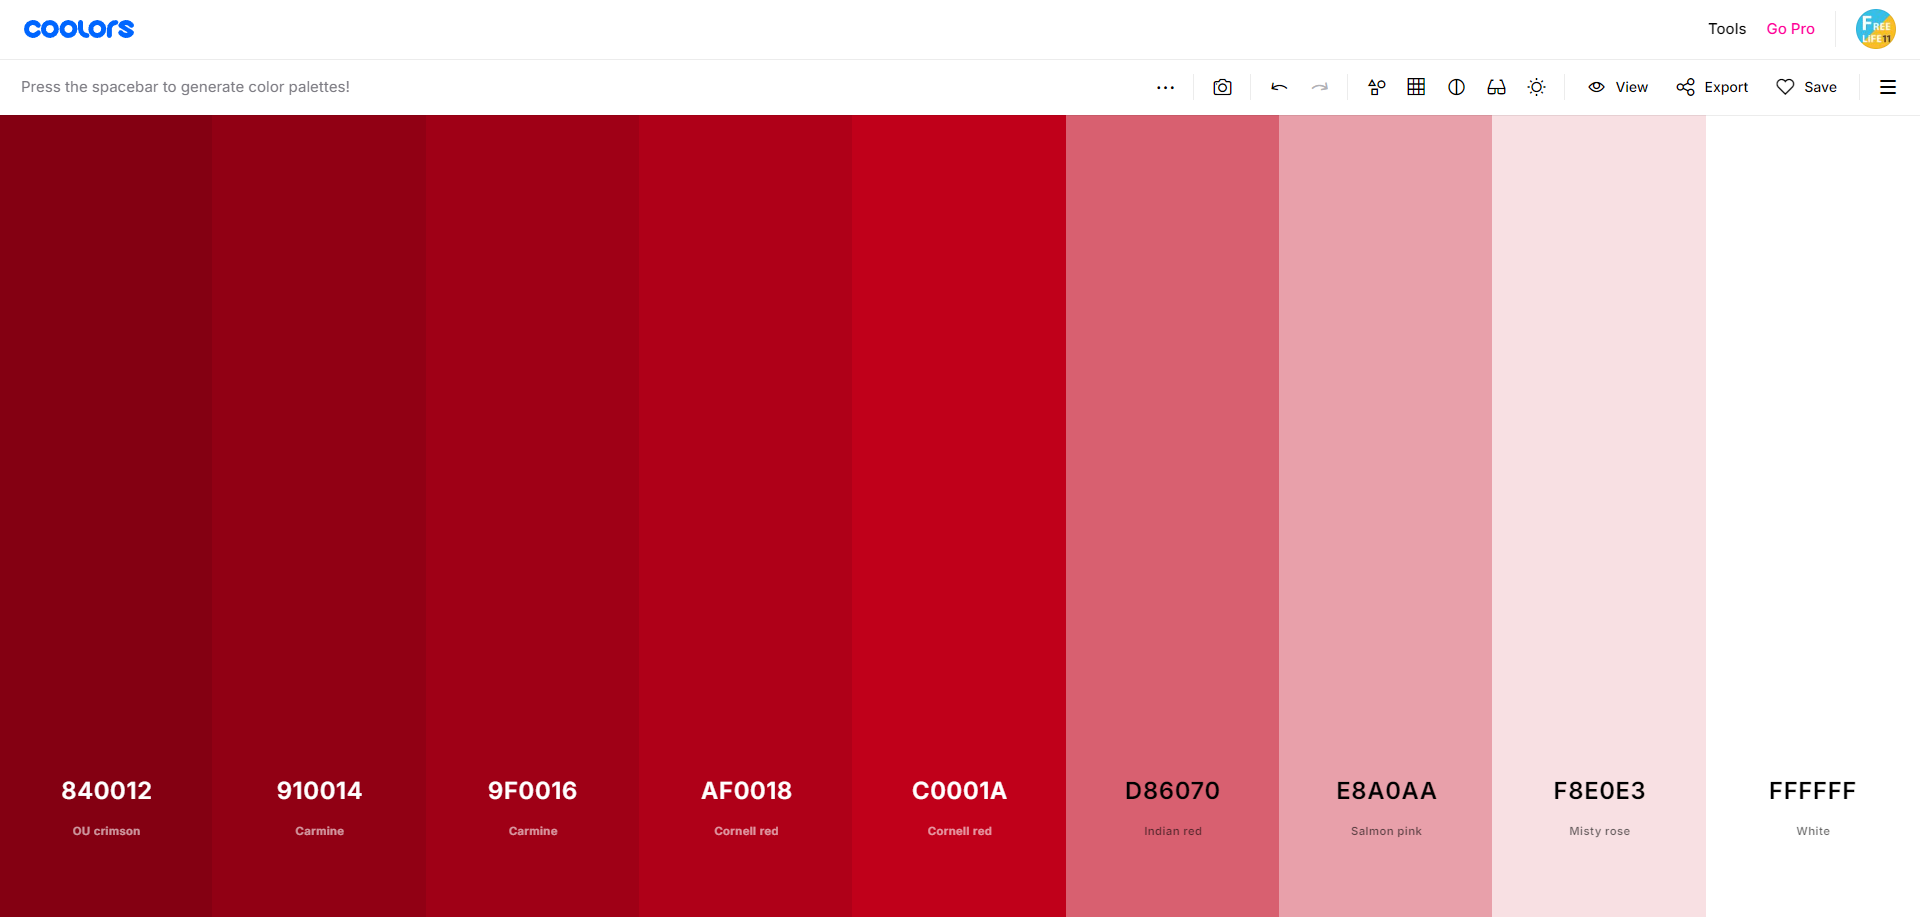 coolors
Tools Go Pro
FREE
LIFE11
Press the spacebar to generate color palettes!
View Export Save
840012 910014 9F0016 AF0018 C0001A D86070 E8A0AA F8E0E3 FFFFFF
OU crimson Carmine Carmine Cornell red Cornell red Indian red Salmon pink Misty rose White